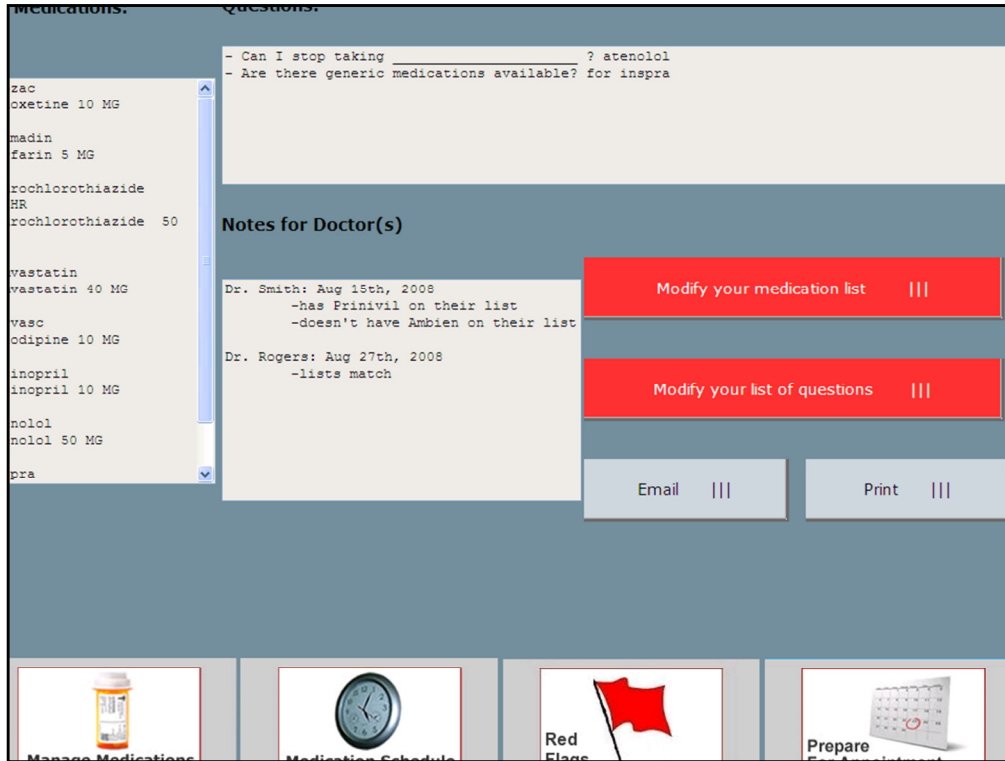 Medications:
Questions:
- Can I stop taking ______________________ ? atenolol
- Are there generic medications available? for inspra
zac
oxetine 10 MG
madin
farin 5 MG
rochlorothiazide
HR
rochlorothiazide 50
vastatin
vastatin 40 MG
vasc
odipine 10 MG
inopril
inopril 10 MG
nolol
nolol 50 MG
pra
Notes for Doctor(s)
Dr. Smith: Aug 15th, 2008
-has Prinivil on their list
-doesn't have Ambien on their list
Dr. Rogers: Aug 27th, 2008
-lists match
Modify your medication list |||
Modify your list of questions |||
Email |||
Print |||
Manage Medications
Medication Schedule
Red
Flags
Prepare
For Appointment